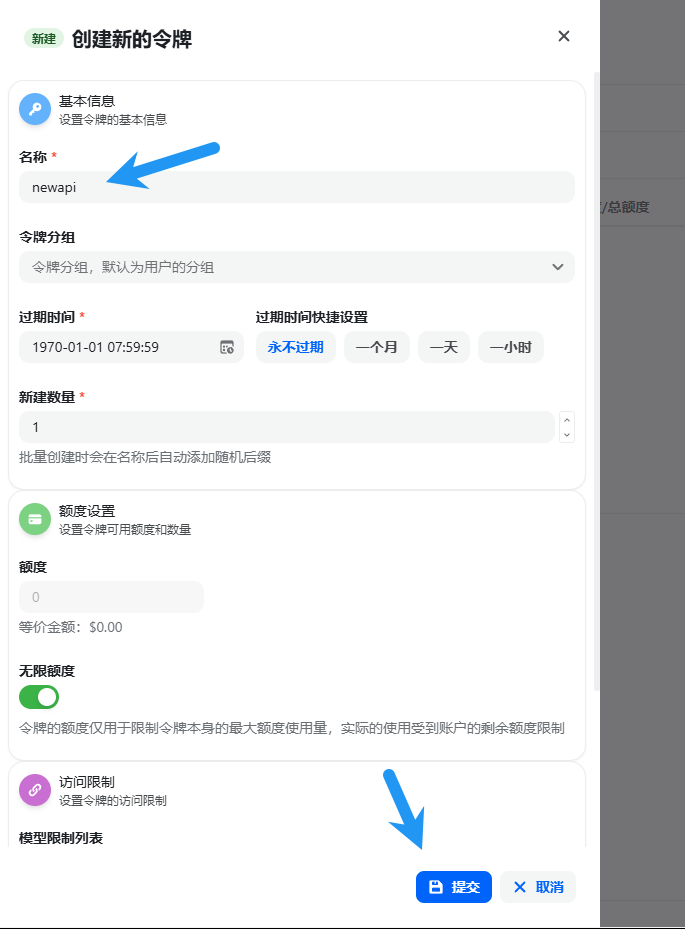 新建 创建新的令牌
基本信息
设置令牌的基本信息
名称 *
newapi
令牌分组
令牌分组，默认为用户的分组
/总额度
过期时间 * 过期时间快捷设置
1970-01-01 07:59:59 永不过期 一个月 一天 一小时
新建数量 *
1
批量创建时会在名称后自动添加随机后缀
额度设置
设置令牌可用额度和数量
额度
0
等价金额：$0.00
无限额度
令牌的额度仅用于限制令牌本身的最大额度使用量，实际的使用受到账户的剩余额度限制
访问限制
设置令牌的访问限制
模型限制列表
提交 取消